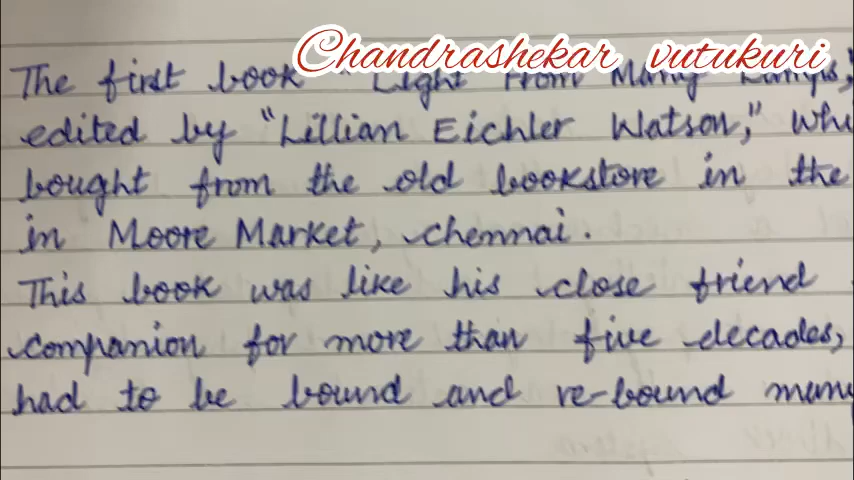 Chandrashekar vutukuri
The first book "Light From Many Lamps,"
edited by "Lillian Eichler Watson," whi
bought from the old bookstore in the
in Moore Market, Chennai.
This book was like his close friend
companion for more than five decades,
had to be bound and re-bound many